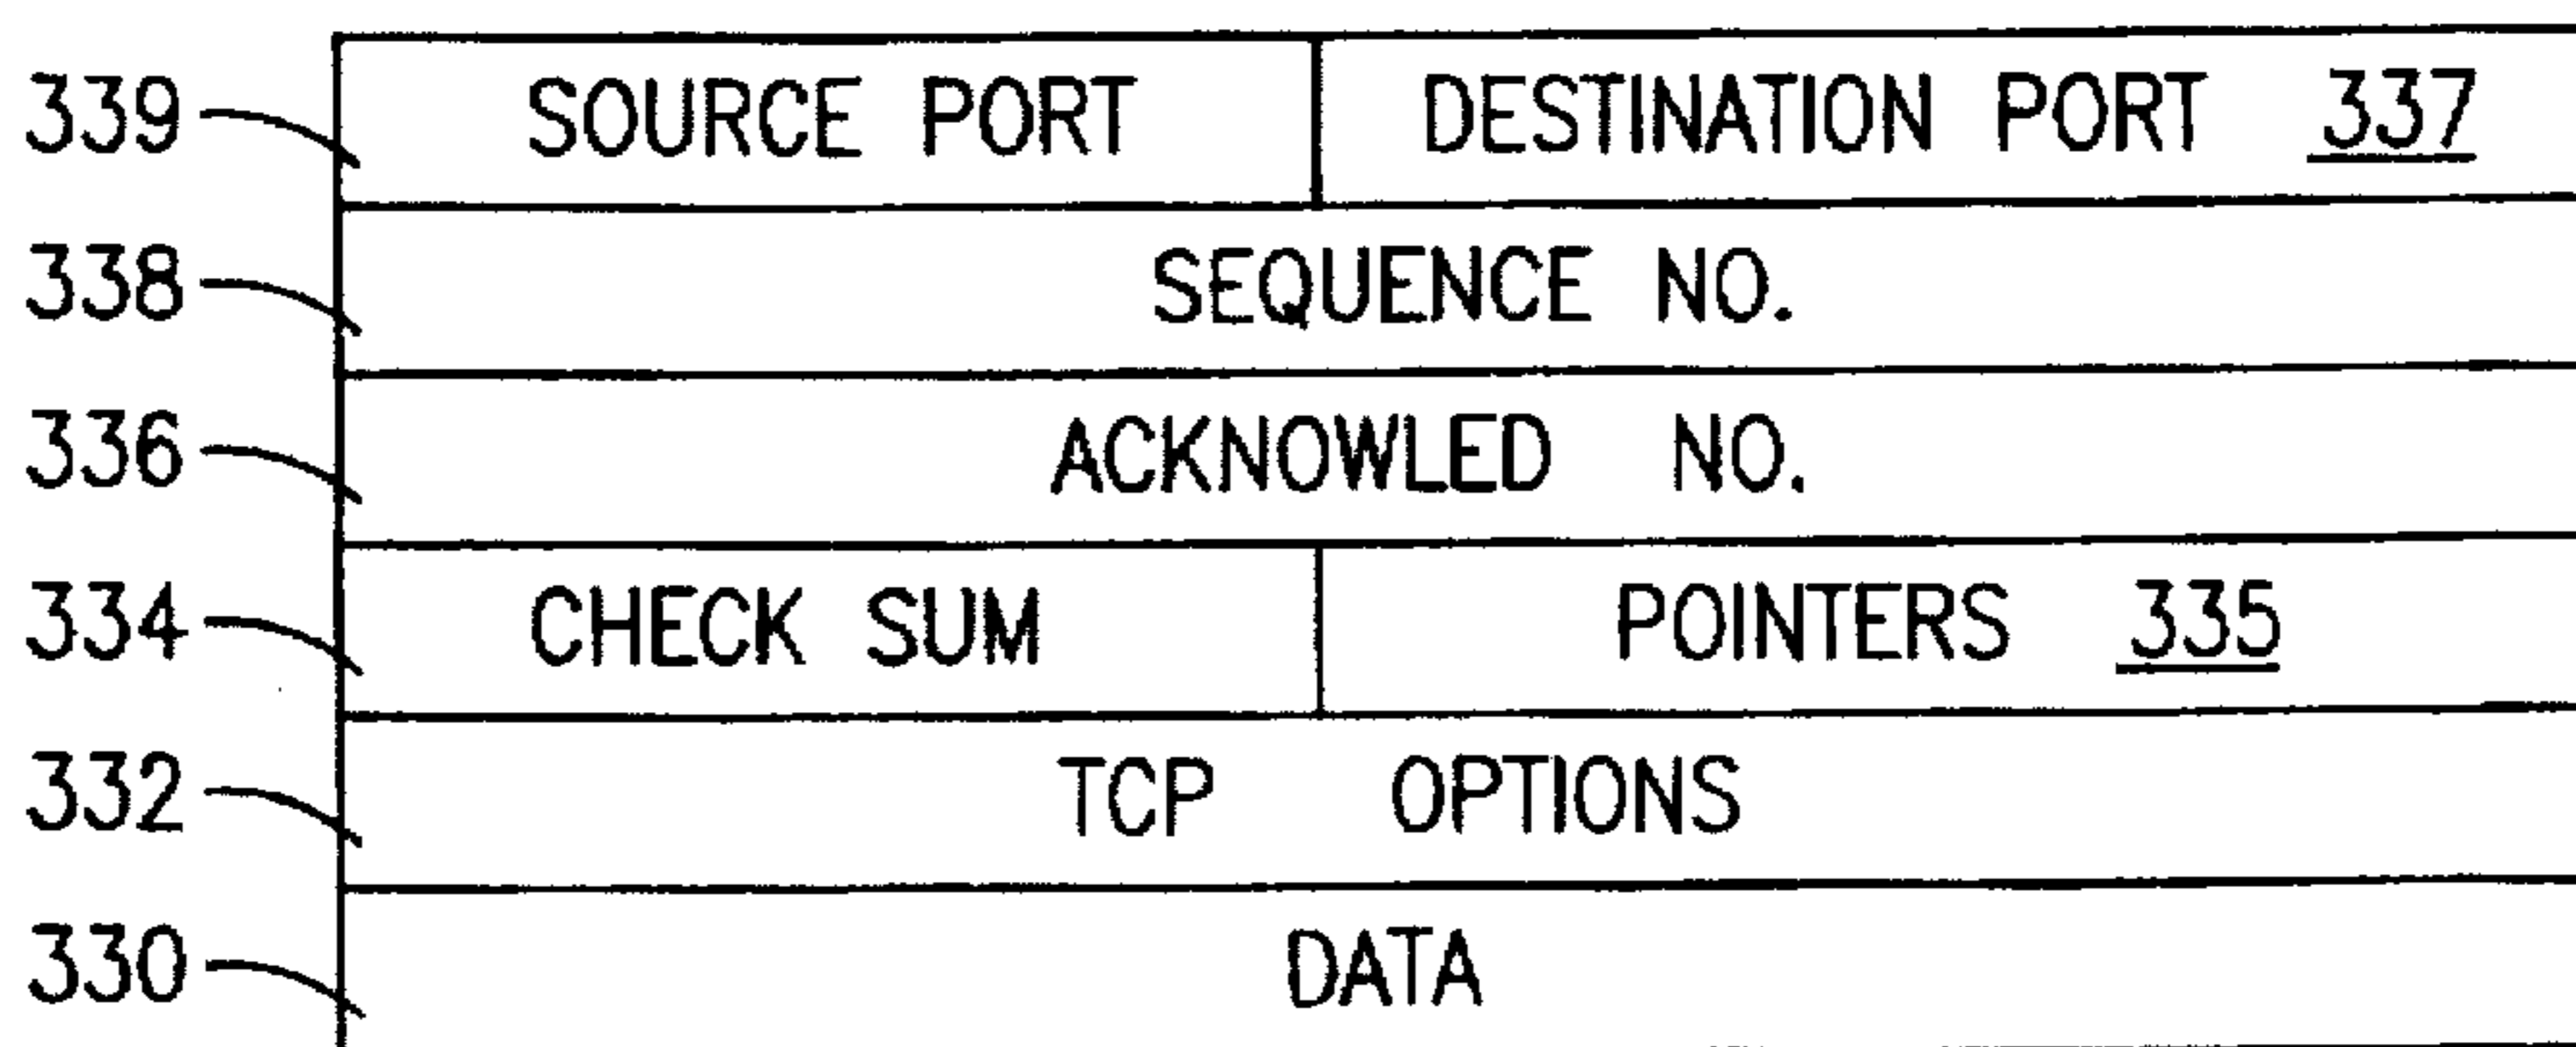 339 SOURCE PORT DESTINATION PORT 337
338 SEQUENCE NO.
336 ACKNOWLED NO.
334 CHECK SUM POINTERS 335
332 TCP OPTIONS
330 DATA